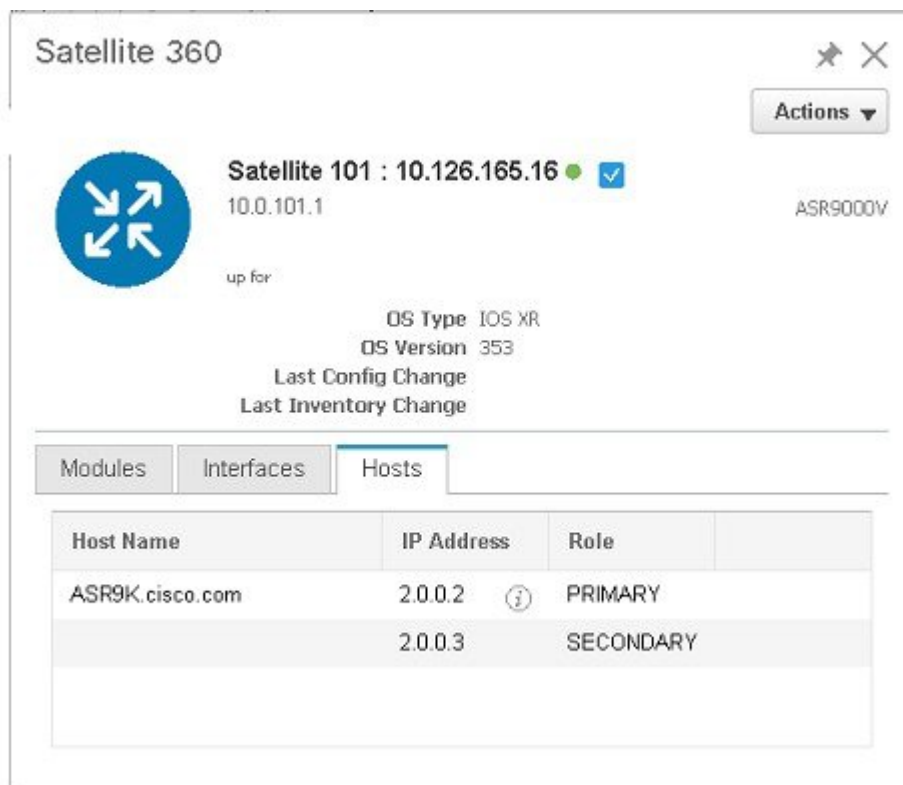 Satellite 360
Actions
Satellite 101 : 10.126.165.16
10.0.101.1
ASR9000V
up for
OS Type IOS XR
OS Version 353
Last Config Change
Last Inventory Change
Modules Interfaces Hosts
Host Name IP Address Role
ASR9K.cisco.com 2.0.0.2 i PRIMARY
2.0.0.3 SECONDARY